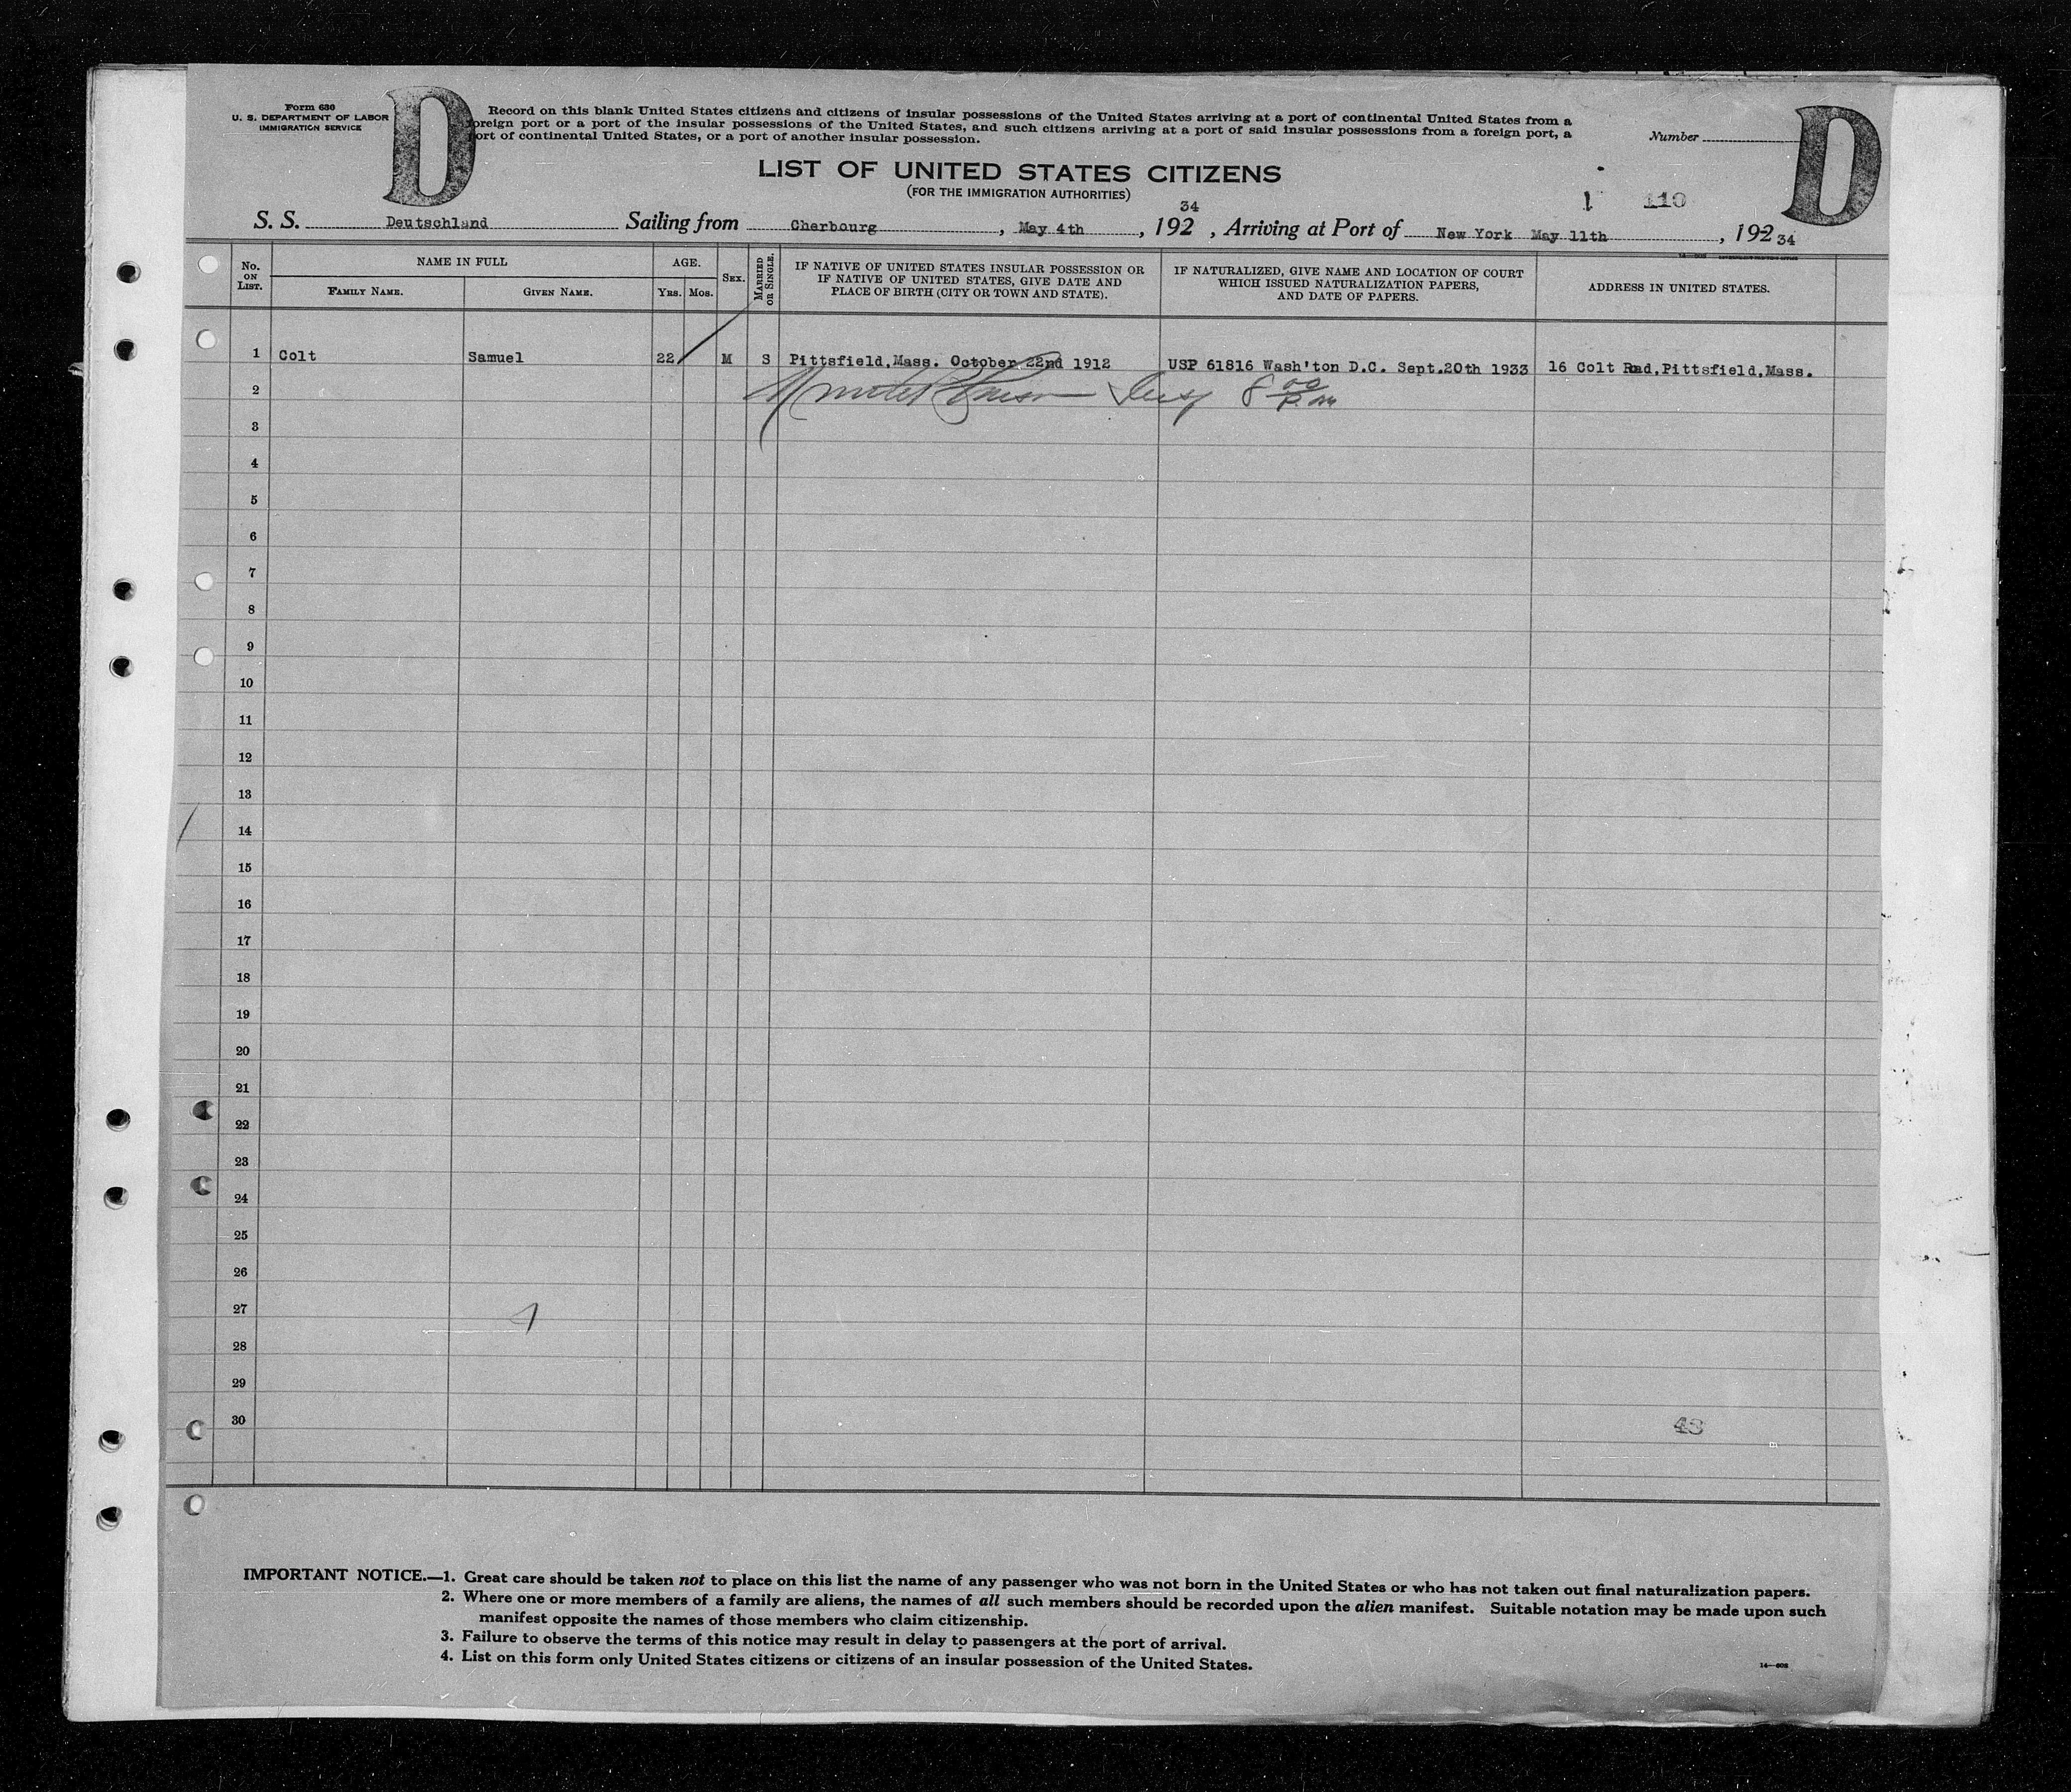 Form 630
U. S. DEPARTMENT OF LABOR
IMMIGRATION SERVICE
D
Record on this blank United States citizens and citizens of insular possessions of the United States arriving at a port of continental United States from a
foreign port or a port of the insular possessions of the United States, and such citizens arriving at a port of said insular possessions from a foreign port, a
port of continental United States, or a port of another insular possession.
Number
D
LIST OF UNITED STATES CITIZENS
(FOR THE IMMIGRATION AUTHORITIES)
1 110
S. S. Deutschland Sailing from Cherbourg, May 4th, 192 34, Arriving at Port of New York May 11th, 192 34
No. ON LIST.
NAME IN FULL
FAMILY NAME.
GIVEN NAME.
AGE.
YRS.
MOS.
SEX.
MARRIED OR SINGLE.
IF NATIVE OF UNITED STATES INSULAR POSSESSION OR
IF NATIVE OF UNITED STATES, GIVE DATE AND
PLACE OF BIRTH (CITY OR TOWN AND STATE).
IF NATURALIZED, GIVE NAME AND LOCATION OF COURT
WHICH ISSUED NATURALIZATION PAPERS,
AND DATE OF PAPERS.
ADDRESS IN UNITED STATES.
1 Colt Samuel 22 M S Pittsfield,Mass. October 22nd 1912 USP 61816 Wash'ton D.C. Sept.20th 1933 16 Colt Road,Pittsfield,Mass.
2 Insp 8 00 P.M
3
4
5
6
7
8
9
10
11
12
13
14
15
16
17
18
19
20
21
22
23
24
25
26
27
28
29
30
43
IMPORTANT NOTICE.—1. Great care should be taken not to place on this list the name of any passenger who was not born in the United States or who has not taken out final naturalization papers.
2. Where one or more members of a family are aliens, the names of all such members should be recorded upon the alien manifest. Suitable notation may be made upon such
manifest opposite the names of those members who claim citizenship.
3. Failure to observe the terms of this notice may result in delay to passengers at the port of arrival.
4. List on this form only United States citizens or citizens of an insular possession of the United States.